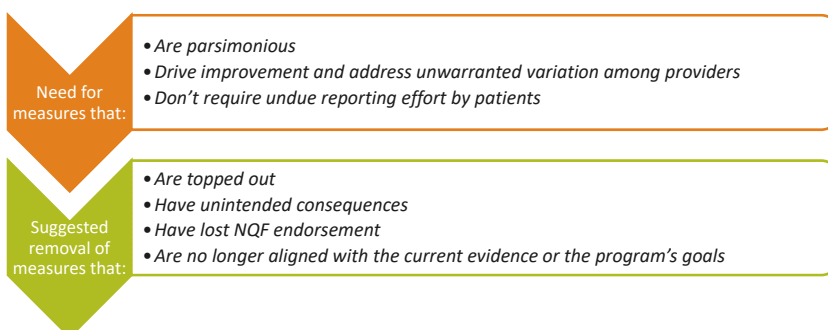 Need for
measures that:
• Are parsimonious
• Drive improvement and address unwarranted variation among providers
• Don't require undue reporting effort by patients
Suggested
removal of
measures that:
• Are topped out
• Have unintended consequences
• Have lost NQF endorsement
• Are no longer aligned with the current evidence or the program's goals